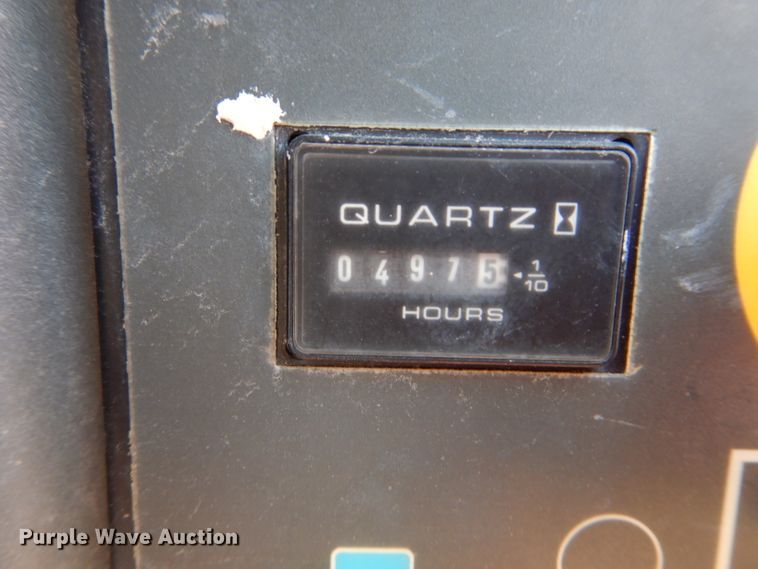 QUARTZ
0 4 9 7 5 1/10
HOURS
Purple Wave Auction